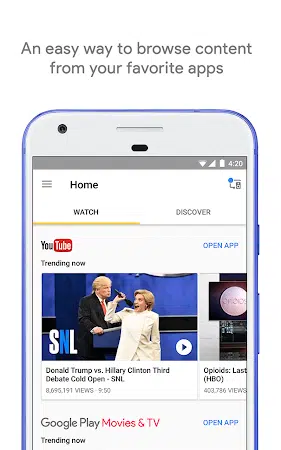 An easy way to browse content
from your favorite apps
4:20
Home
WATCH
DISCOVER
YouTube
OPEN APP
Trending now
SNL
Donald Trump vs. Hillary Clinton Third
Debate Cold Open - SNL
8,695,191 VIEWS · 9:50
Opioids: Last
(HBO)
403,786 VIEWS
Google Play Movies & TV
OPEN APP
Trending now